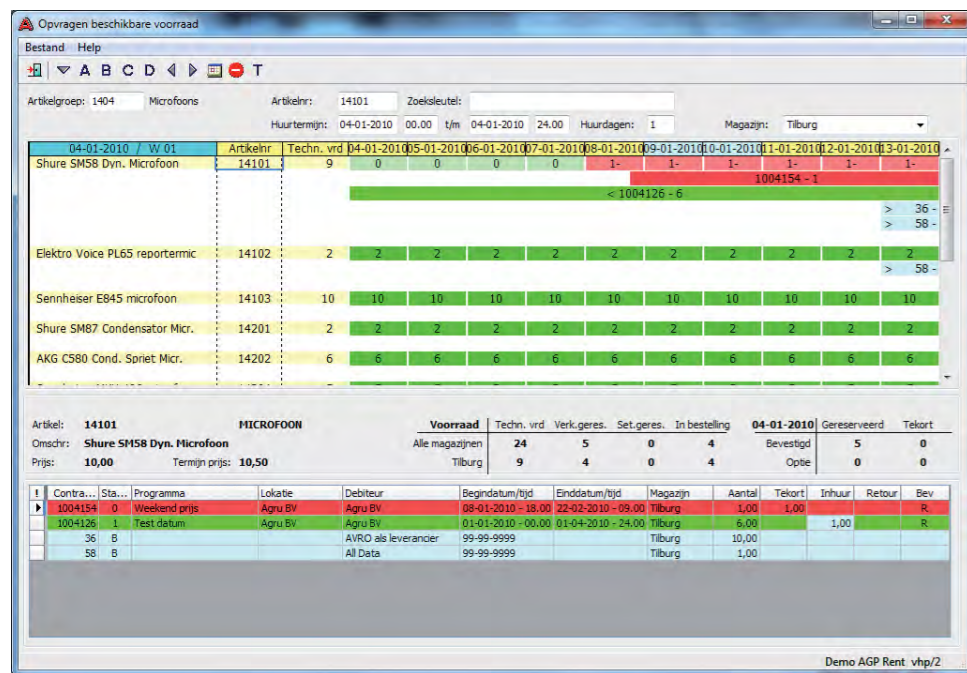 Opvragen beschikbare voorraad
Bestand Help
A B C D T
Artikelgroep: 1404 Microfoons Artikelnr: 14101 Zoeksleutel:
Huurtermijn: 04-01-2010 00.00 t/m 04-01-2010 24.00 Huurdagen: 1 Magazijn: Tilburg
04-01-2010 / W 01 Artikelnr Techn. vrd 04-01-2010 05-01-2010 06-01-2010 07-01-2010 08-01-2010 09-01-2010 10-01-2010 11-01-2010 12-01-2010 13-01-2010
Shure SM58 Dyn. Microfoon 14101 9 0 0 0 0 1- 1- 1- 1- 1- 1-
1004154 - 1
< 1004126 - 6
> 36 -
> 58 -
Elektro Voice PL65 reportermic 14102 2 2 2 2 2 2 2 2 2 2 2
> 58 -
Sennheiser E845 microfoon 14103 10 10 10 10 10 10 10 10 10 10 10
Shure SM87 Condensator Micr. 14201 2 2 2 2 2 2 2 2 2 2 2
AKG C580 Cond. Spriet Micr. 14202 6 6 6 6 6 6 6 6 6 6 6
Artikel: 14101 MICROFOON Voorraad Techn. vrd Verk.geres. Set.geres. In bestelling 04-01-2010 Gereserveerd Tekort
Omschr: Shure SM58 Dyn. Microfoon Alle magazijnen 24 5 0 4 Bevestigd 5 0
Prijs: 10,00 Termijn prijs: 10,50 Tilburg 9 4 0 4 Optie 0 0
! Contra... Sta... Programma Lokatie Debiteur Begindatum/tijd Einddatum/tijd Magazijn Aantal Tekort Inhuur Retour Bev
1004154 0 Weekend prijs Agru BV Agru BV 08-01-2010 - 18.00 22-02-2010 - 09.00 Tilburg 1,00 1,00 R
1004126 1 Test datum Agru BV Agru BV 01-01-2010 - 00.00 01-04-2010 - 24.00 Tilburg 6,00 1,00 R
36 B AVRO als leverancier 99-99-9999 Tilburg 10,00
58 B All Data 99-99-9999 Tilburg 1,00
Demo AGP Rent vhp/2